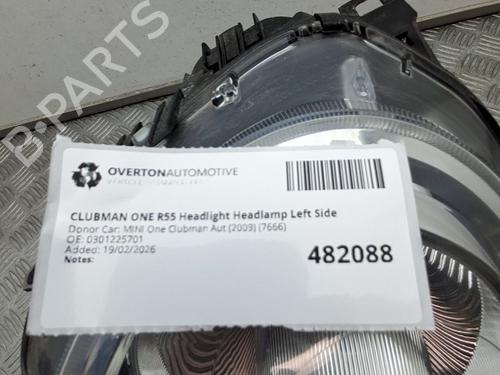 B-PARTS
OVERTONAUTOMOTIVE
CLUBMAN ONE R55 Headlight Headlamp Left Side
Donor Car: MINI One Clubman Aut (2009) (7666)
OE: 0301225701
Added: 19/02/2026
Notes:
482088